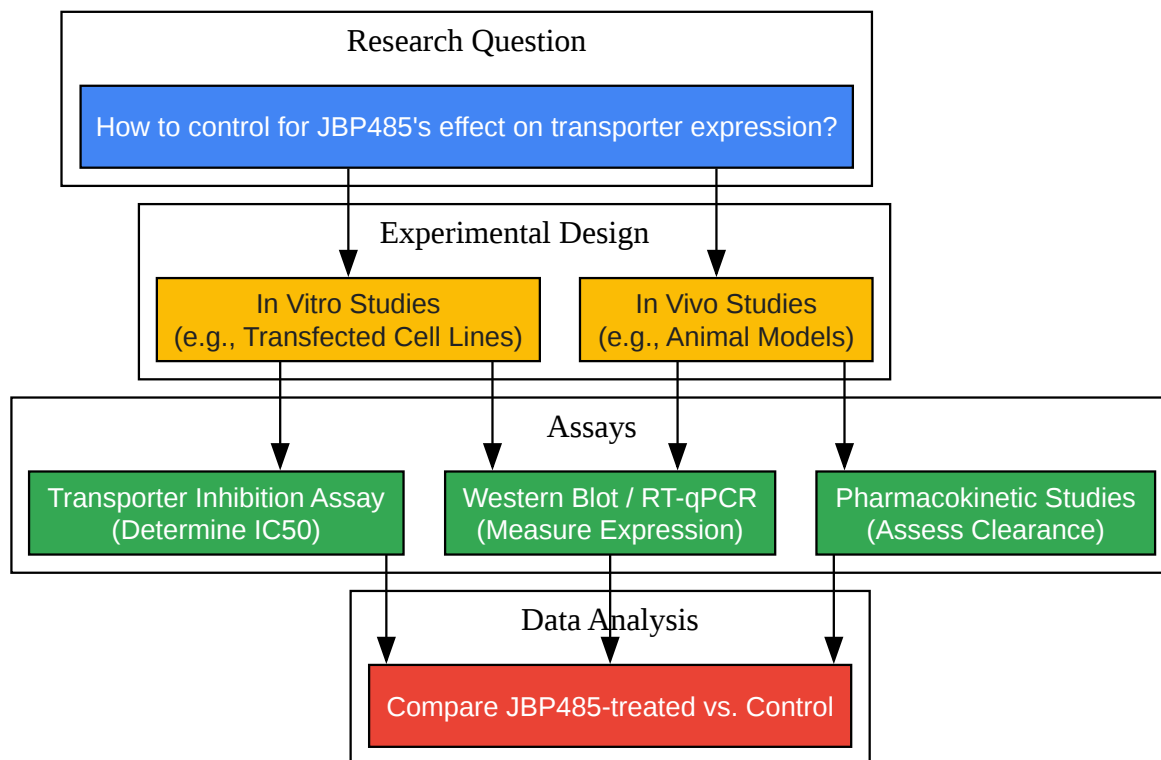 Research Question
How to control for JBP485's effect on transporter expression?
Experimental Design
In Vitro Studies
(e.g., Transfected Cell Lines)
In Vivo Studies
(e.g., Animal Models)
Assays
Transporter Inhibition Assay
(Determine IC50)
Western Blot / RT-qPCR
(Measure Expression)
Pharmacokinetic Studies
(Assess Clearance)
Data Analysis
Compare JBP485-treated vs. Control